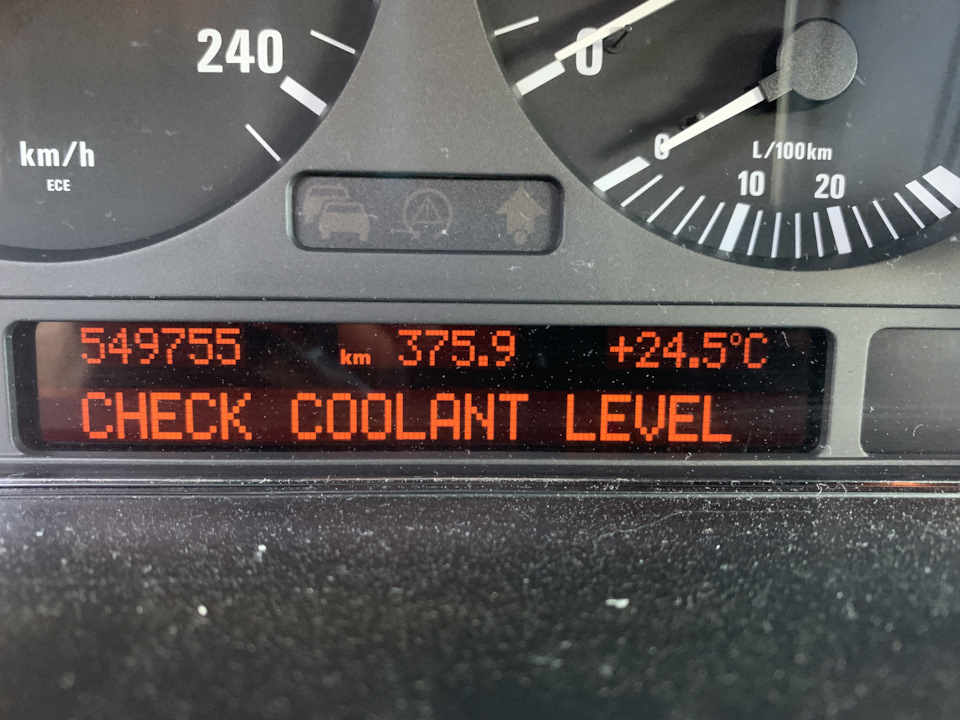 240
0
km/h
ECE
0
L/100km
10
20
549755 km 375.9 +24.5°C
CHECK COOLANT LEVEL